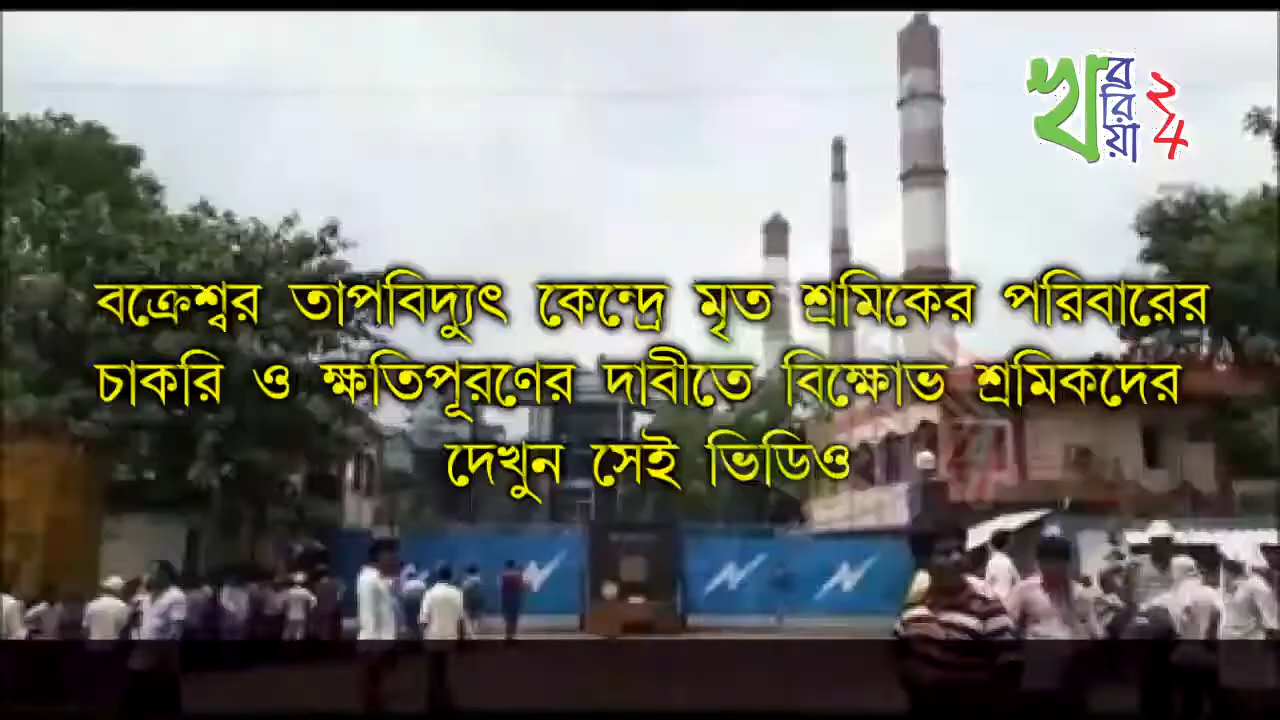 খবরিয়া ২৪
বক্রেশ্বর তাপবিদ্যুৎ কেন্দ্রে মৃত শ্রমিকের পরিবারের
চাকরি ও ক্ষতিপূরণের দাবীতে বিক্ষোভ শ্রমিকদের
দেখুন সেই ভিডিও